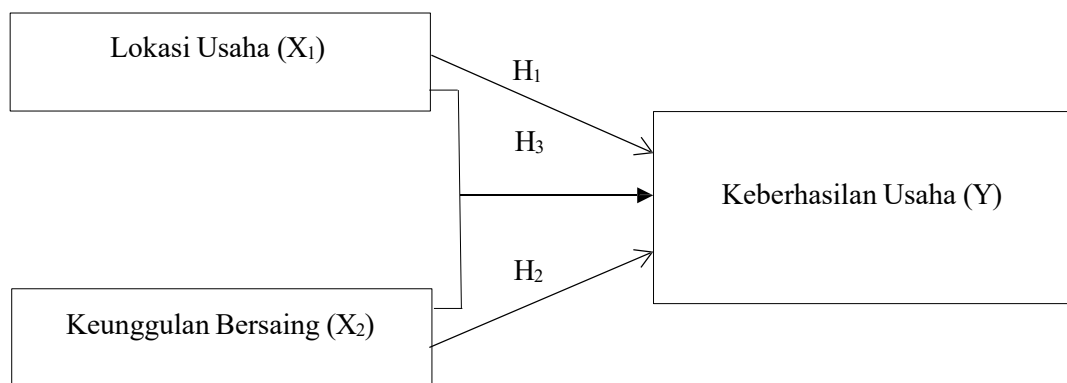 Lokasi Usaha (X₁)
H₁
H₃
Keberhasilan Usaha (Y)
H₂
Keunggulan Bersaing (X₂)